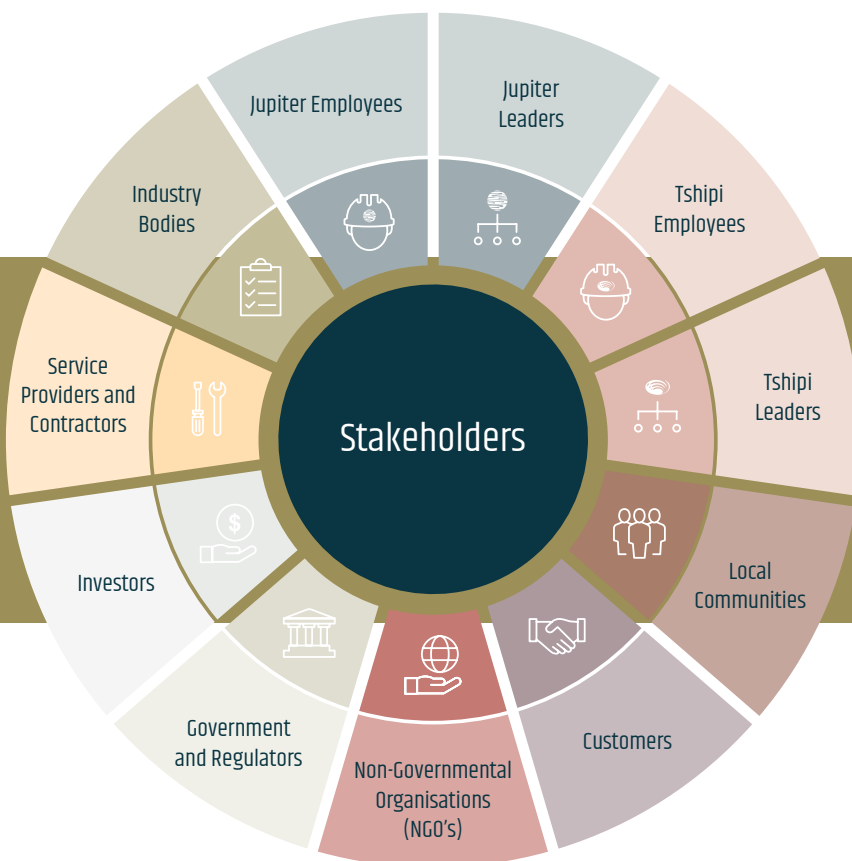 Jupiter Employees
Jupiter
Leaders
Tshipi
Employees
Tshipi
Leaders
Local
Communities
Customers
Non-Governmental
Organisations
(NGO's)
Government
and Regulators
Investors
Service
Providers and
Contractors
Industry
Bodies
Stakeholders
$